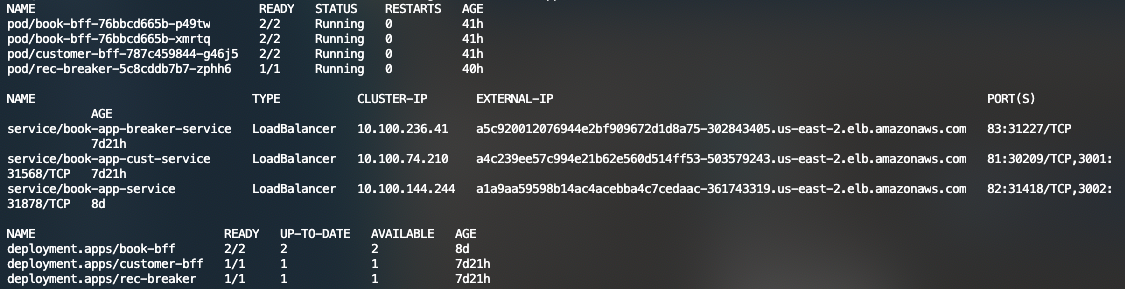 NAME READY STATUS RESTARTS AGE
pod/book-bff-76bbcd665b-p49tw 2/2 Running 0 41h
pod/book-bff-76bbcd665b-xmrtq 2/2 Running 0 41h
pod/customer-bff-787c459844-g46j5 2/2 Running 0 41h
pod/rec-breaker-5c8cddb7b7-zphh6 1/1 Running 0 40h
NAME TYPE CLUSTER-IP EXTERNAL-IP PORT(S)
AGE
service/book-app-breaker-service LoadBalancer 10.100.236.41 a5c920012076944e2bf909672d1d8a75-302843405.us-east-2.elb.amazonaws.com 83:31227/TCP
7d21h
service/book-app-cust-service LoadBalancer 10.100.74.210 a4c239ee57c994e21b62e560d514ff53-503579243.us-east-2.elb.amazonaws.com 81:30209/TCP,3001:
31568/TCP 7d21h
service/book-app-service LoadBalancer 10.100.144.244 a1a9aa59598b14ac4acebba4c7cedaac-361743319.us-east-2.elb.amazonaws.com 82:31418/TCP,3002:
31878/TCP 8d
NAME READY UP-TO-DATE AVAILABLE AGE
deployment.apps/book-bff 2/2 2 2 8d
deployment.apps/customer-bff 1/1 1 1 7d21h
deployment.apps/rec-breaker 1/1 1 1 7d21h